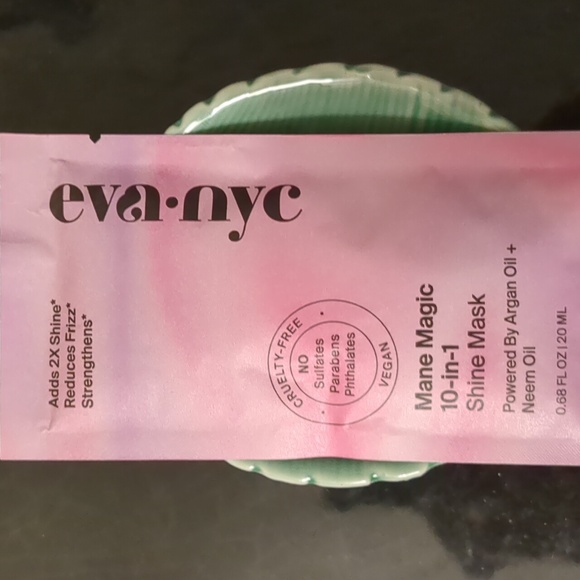 eva·nyc
Adds 2X Shine*
Reduces Frizz*
Strengthens*
CRUELTY-FREE
NO
Sulfates
Parabens
Phthalates
VEGAN
Mane Magic
10-in-1
Shine Mask
Powered By Argan Oil +
Neem Oil
0.68 FL OZ | 20 ML